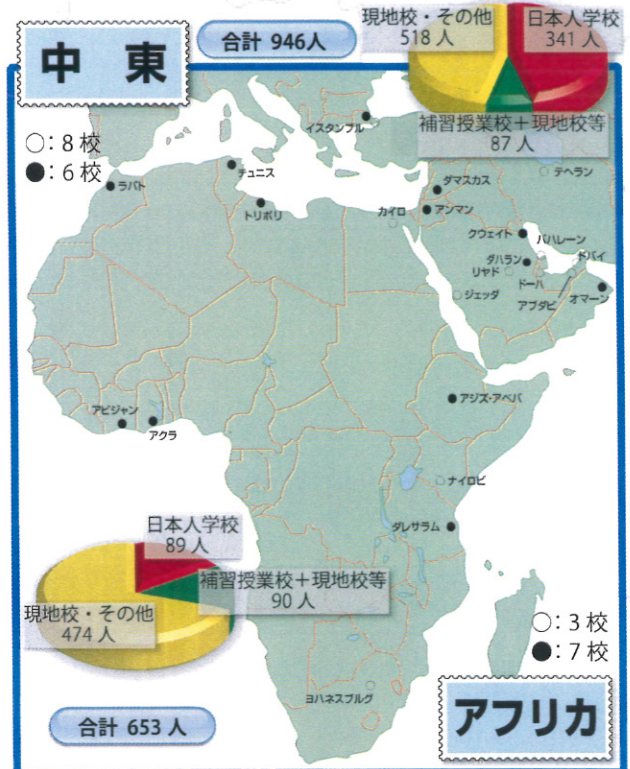 中 東
合計 946人
現地校・その他
518 人
日本人学校
341 人
補習授業校＋現地校等
87 人
○：8 校
●：6 校
イスタンブル
チュニス
ラバト
トリポリ
ダマスカス
テヘラン
アンマン
カイロ
クウェイト
バハレーン
ダハラン
ドバイ
リヤド
ドーハ
ジェッダ
アブダビ
オマーン
アビジャン
アクラ
アジス・アベバ
ナイロビ
ダレサラム
日本人学校
89 人
補習授業校＋現地校等
90 人
現地校・その他
474 人
○：3 校
●：7 校
ヨハネスブルグ
アフリカ
合計 653 人